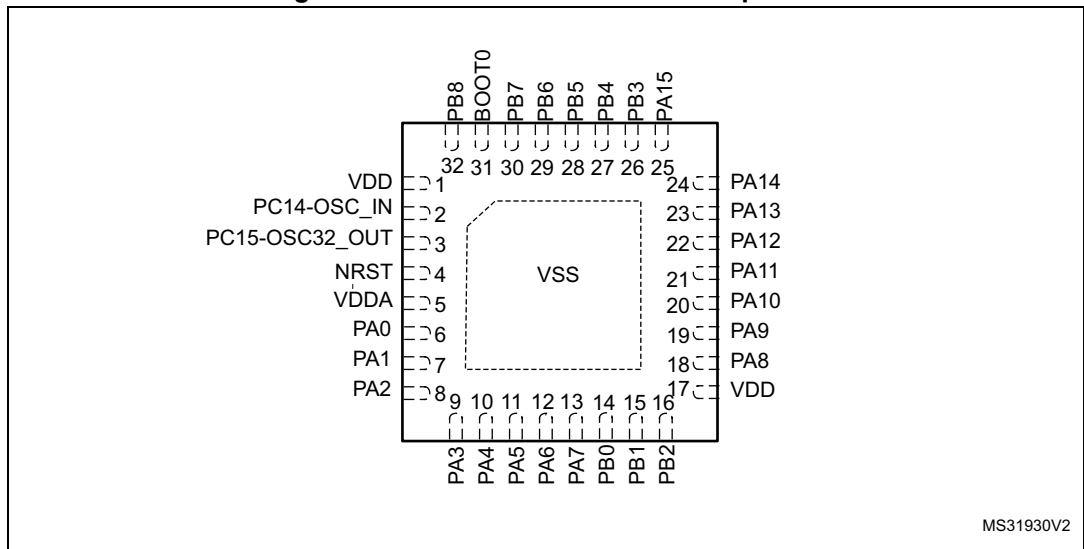 PB8
BOOT0
PB7
PB6
PB5
PB4
PB3
PA15
32 31 30 29 28 27 26 25
VDD 1
PC14-OSC_IN 2
PC15-OSC32_OUT 3
NRST 4
VDDA 5
PA0 6
PA1 7
PA2 8
24 PA14
23 PA13
22 PA12
21 PA11
20 PA10
19 PA9
18 PA8
17 VDD
VSS
9 10 11 12 13 14 15 16
PA3
PA4
PA5
PA6
PA7
PB0
PB1
PB2
MS31930V2